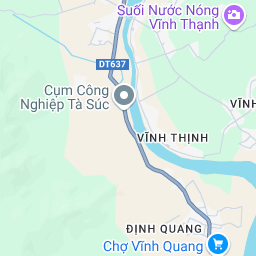 Suối Nước Nóng
Vĩnh Thạnh
DT637
Cụm Công
Nghiệp Tà Súc
VĨNH
VĨNH THỊNH
ĐỊNH QUANG
Chợ Vĩnh Quang